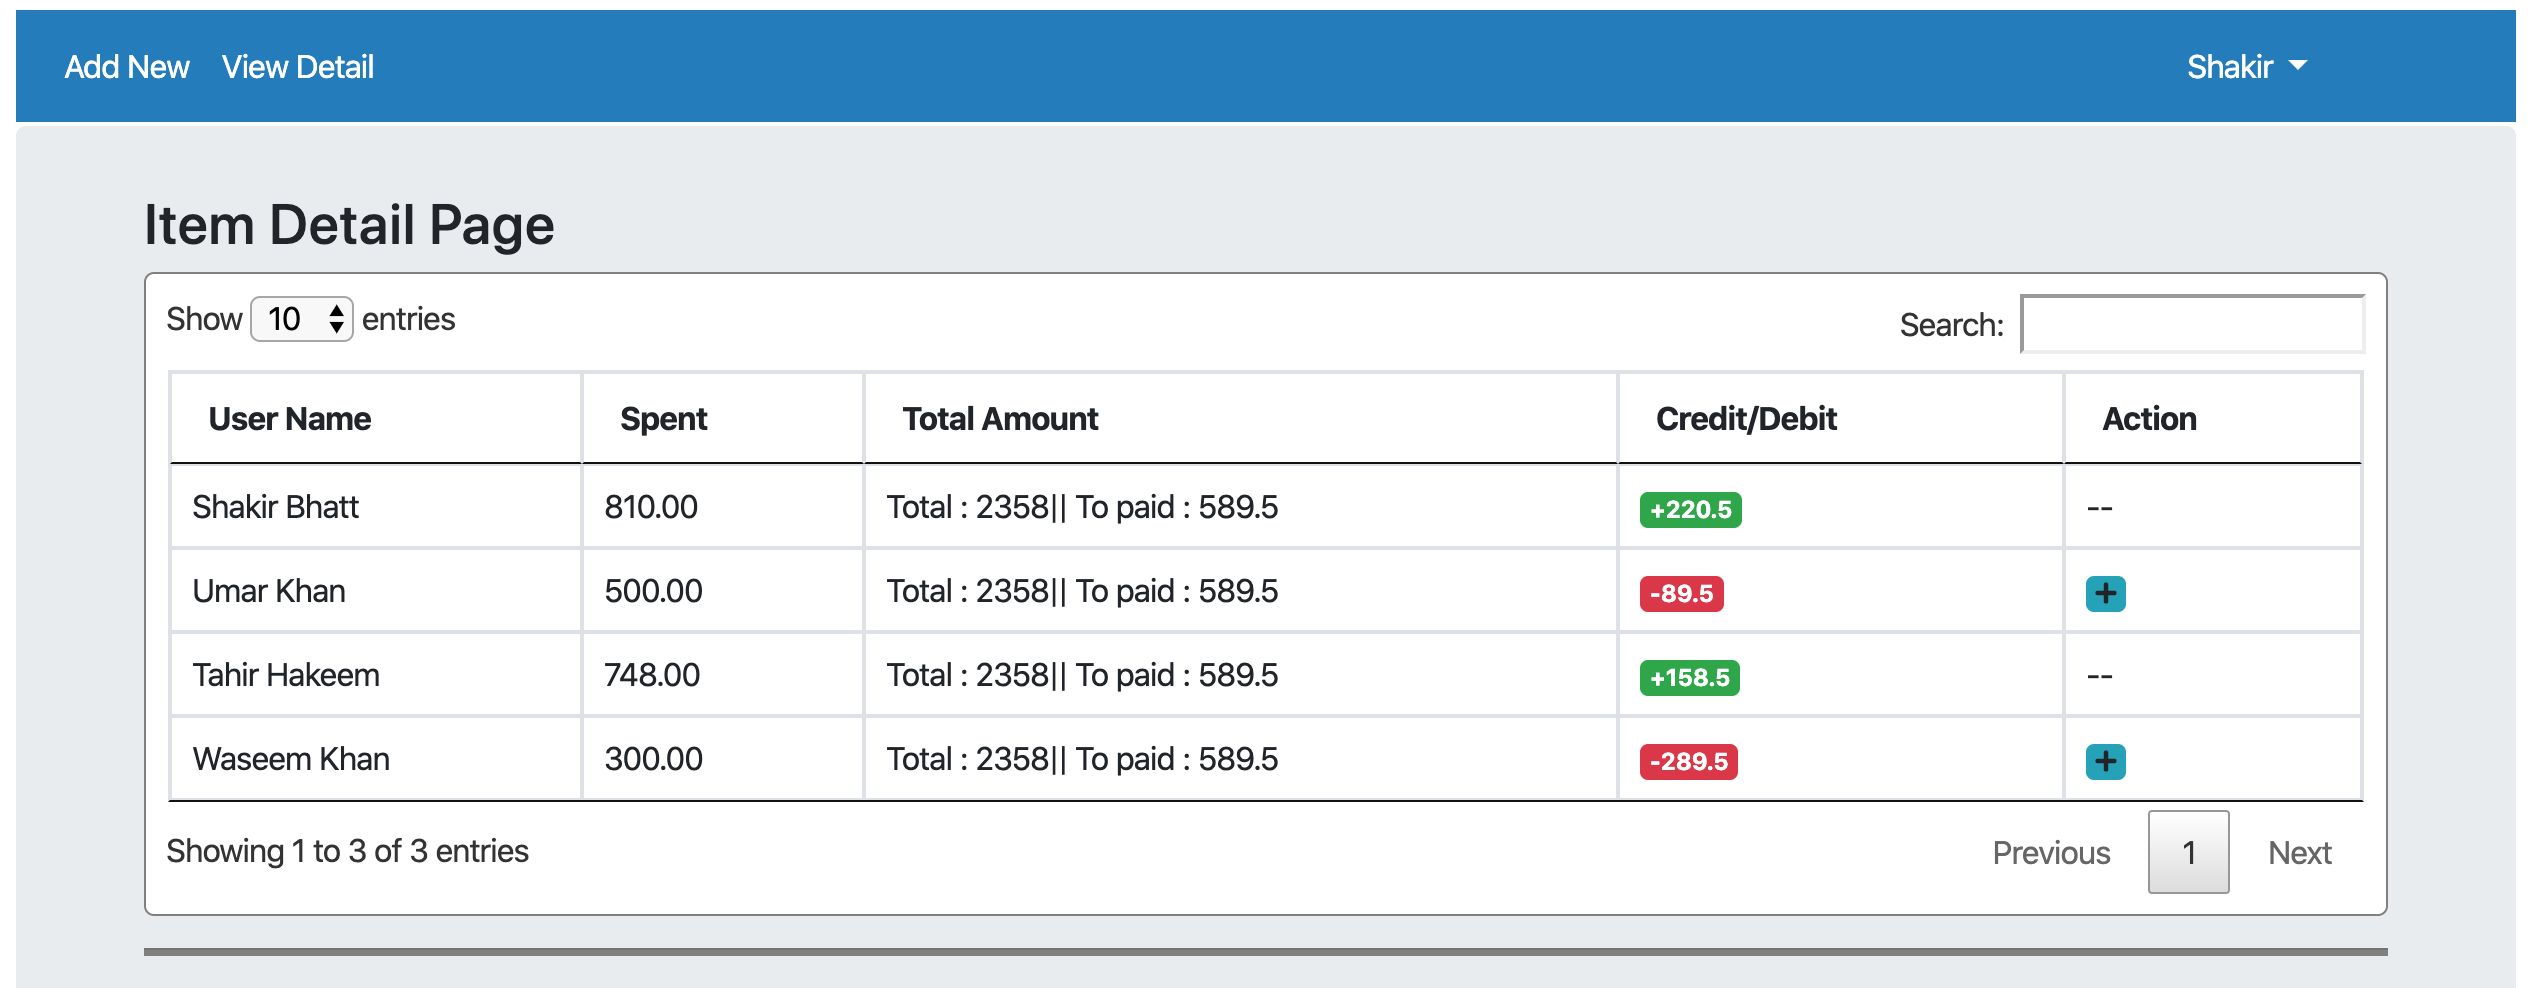 Add New View Detail Shakir
Item Detail Page
Show 10 entries Search:
User Name Spent Total Amount Credit/Debit Action
Shakir Bhatt 810.00 Total : 2358|| To paid : 589.5 +220.5 --
Umar Khan 500.00 Total : 2358|| To paid : 589.5 -89.5 +
Tahir Hakeem 748.00 Total : 2358|| To paid : 589.5 +158.5 --
Waseem Khan 300.00 Total : 2358|| To paid : 589.5 -289.5 +
Showing 1 to 3 of 3 entries Previous 1 Next